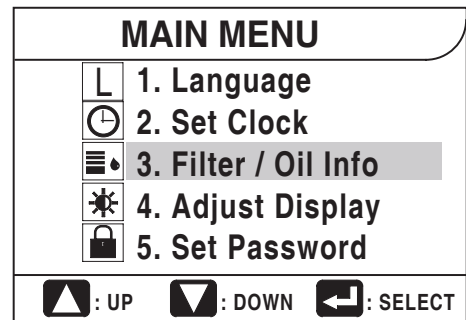 MAIN MENU
L 1. Language
2. Set Clock
3. Filter / Oil Info
4. Adjust Display
5. Set Password
: UP : DOWN : SELECT